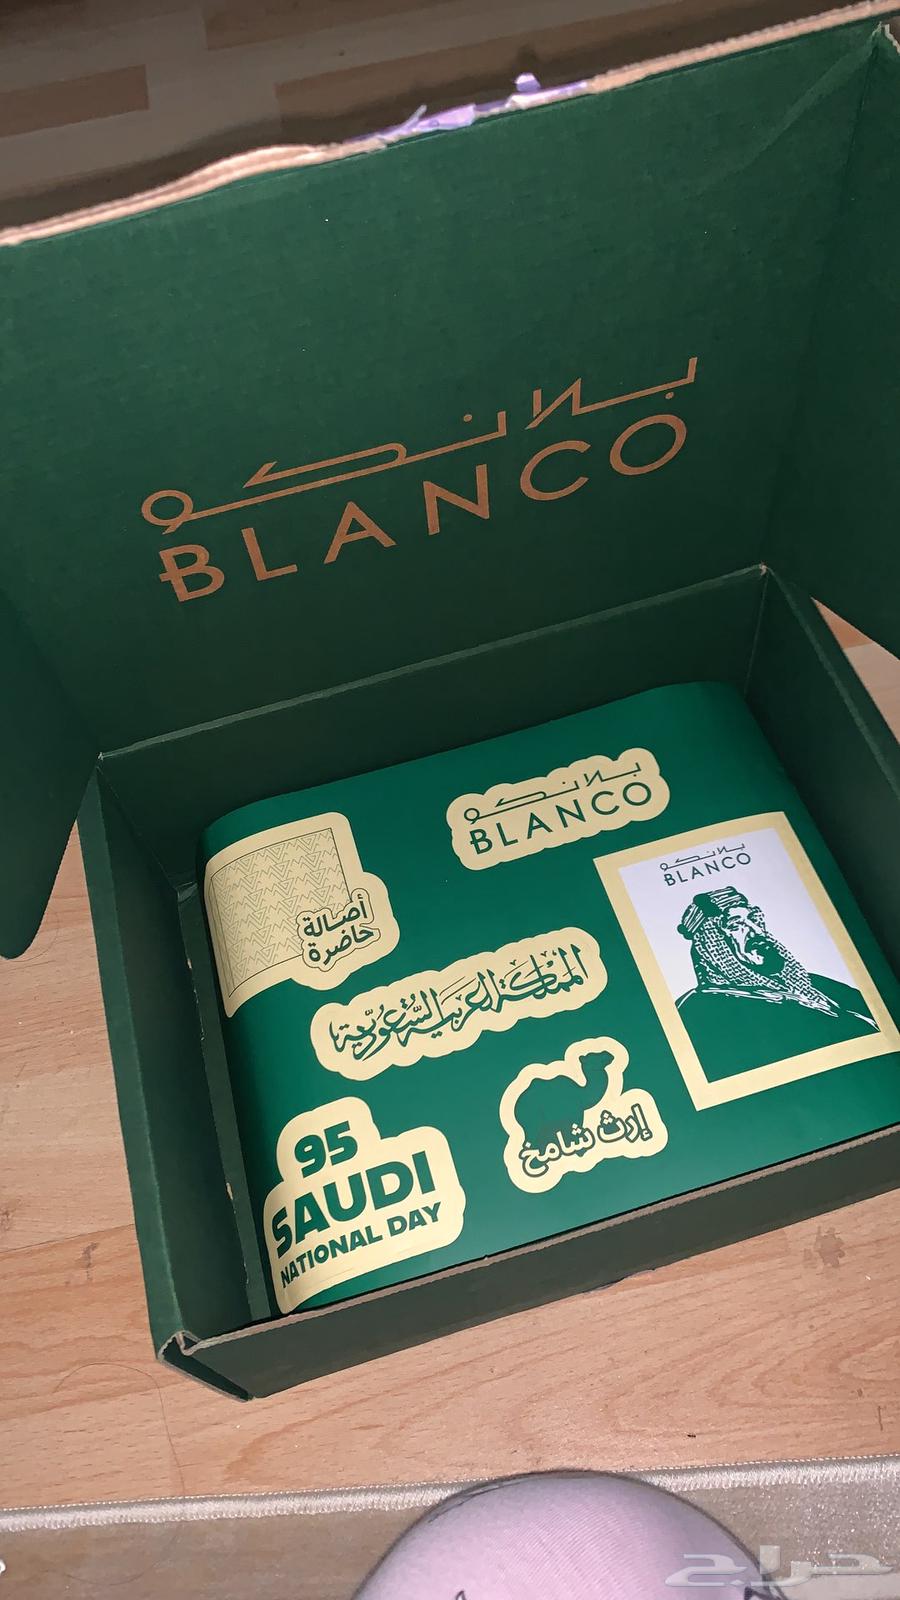 بلانكو
BLANCO
بلانكو
BLANCO
أصالة
حاضرة
بلانكو
BLANCO
المملكة العربية السعودية
إرث شامخ
95
SAUDI
NATIONAL DAY
حراج